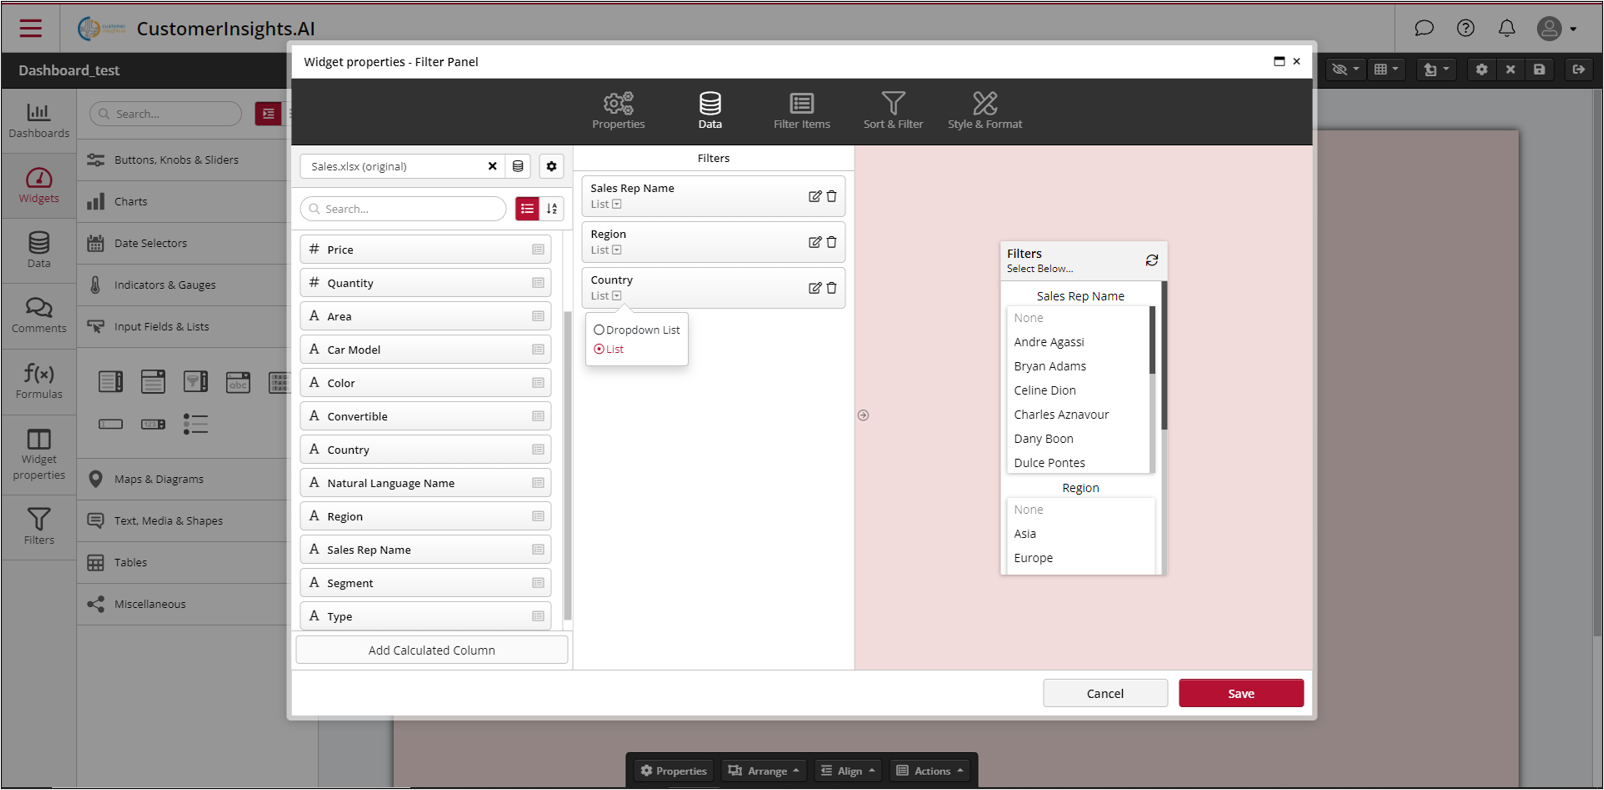 CustomerInsights.AI
Dashboard_test
Widget properties - Filter Panel
Properties
Data
Filter Items
Sort & Filter
Style & Format
Dashboards
Widgets
Data
Comments
f(x)
Formulas
Widget
properties
Filters
Search...
Buttons, Knobs & Sliders
Charts
Date Selectors
Indicators & Gauges
Input Fields & Lists
abc
Maps & Diagrams
Text, Media & Shapes
Tables
Miscellaneous
Sales.xlsx (original)
Search...
# Price
# Quantity
A Area
A Car Model
A Color
A Convertible
A Country
A Natural Language Name
A Region
A Sales Rep Name
A Segment
A Type
Add Calculated Column
Filters
Sales Rep Name
List
Region
List
Country
List
Dropdown List
List
Filters
Select Below...
Sales Rep Name
None
Andre Agassi
Bryan Adams
Celine Dion
Charles Aznavour
Dany Boon
Dulce Pontes
Region
None
Asia
Europe
Cancel
Save
Properties
Arrange
Align
Actions